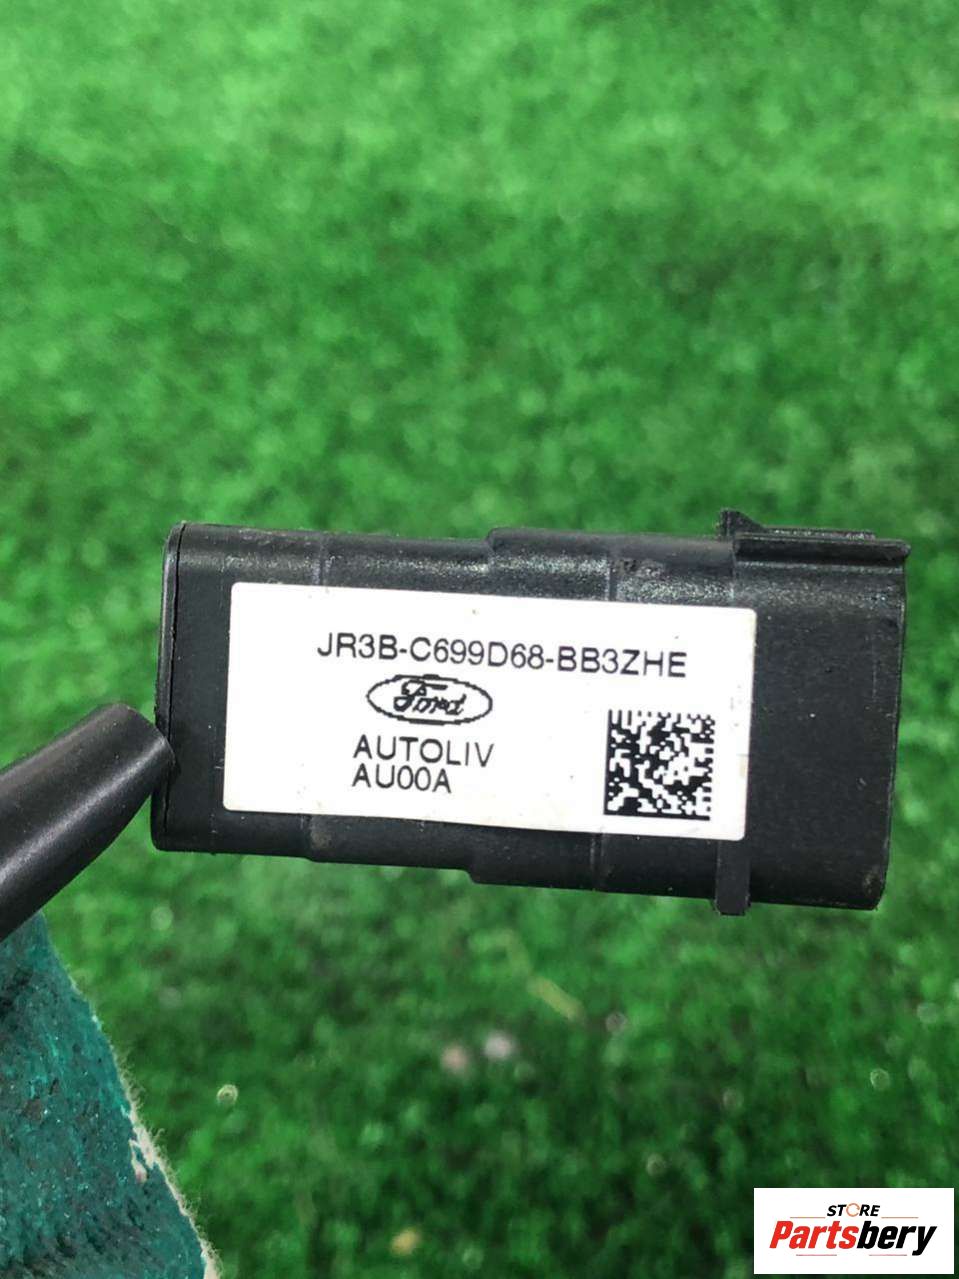 JR3B-C699D68-BB3ZHE
Ford
AUTOLIV
AU00A
STORE
Partsbery